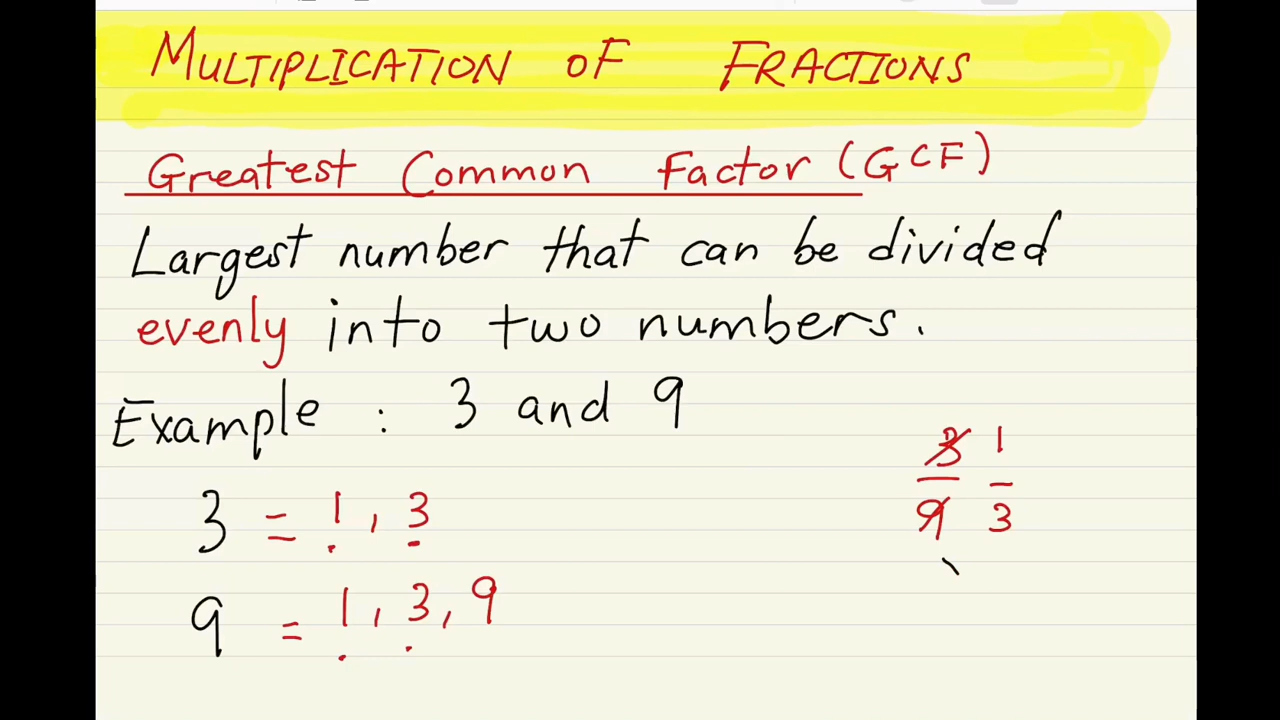 MULTIPLICATION OF FRACTIONS
Greatest Common Factor (GCF)
Largest number that can be divided
evenly into two numbers.
Example : 3 and 9
3 1
9 3
3 = 1, 3
9 = 1, 3, 9